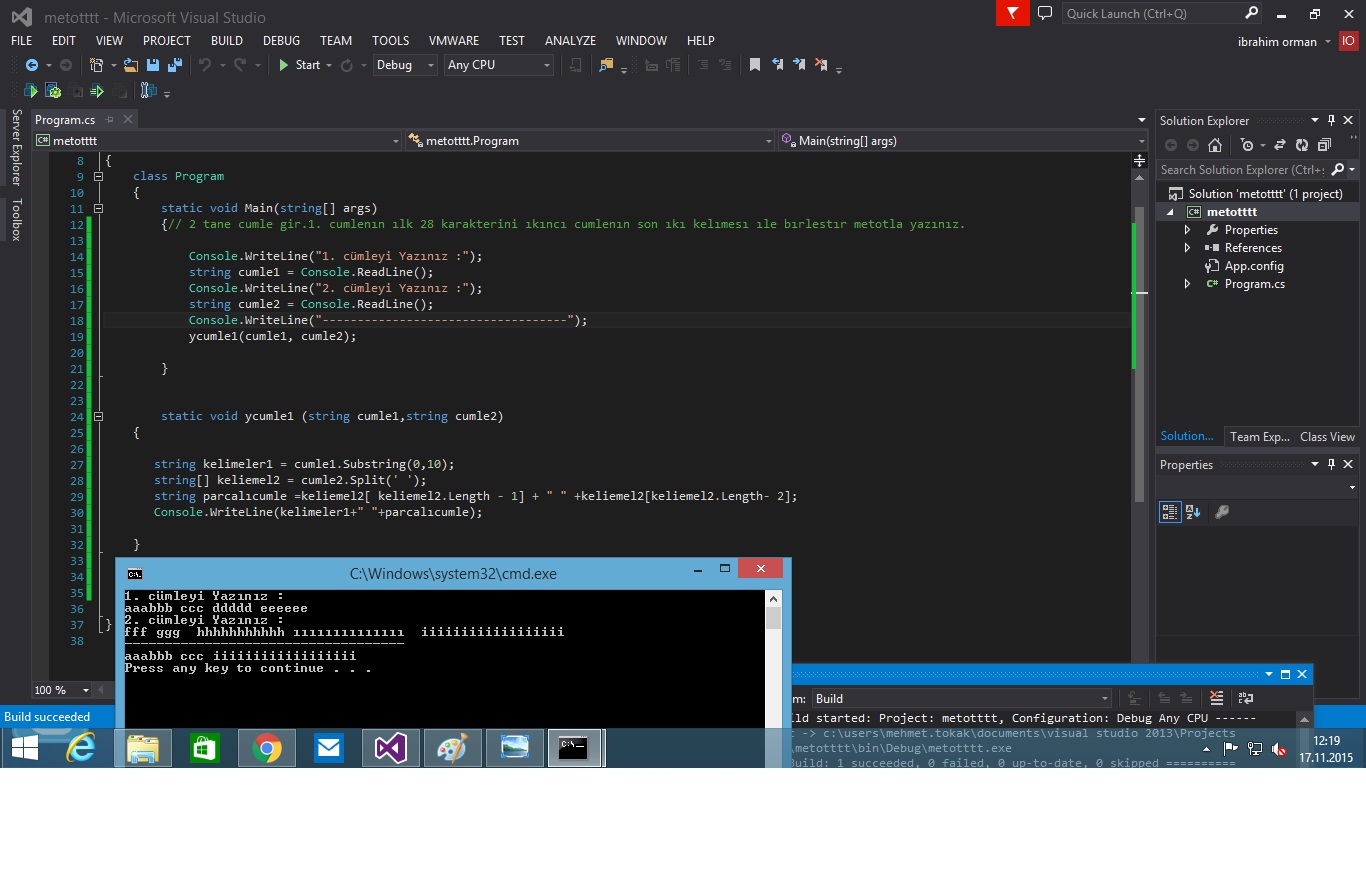 metotttt - Microsoft Visual Studio
Quick Launch (Ctrl+Q)
FILE EDIT VIEW PROJECT BUILD DEBUG TEAM TOOLS VMWARE TEST ANALYZE WINDOW HELP
ibrahim orman IO
Start Debug Any CPU
Server Explorer
Toolbox
Program.cs
C# metotttt metotttt.Program Main(string[] args)
8 {
9 class Program
10 {
11 static void Main(string[] args)
12 {// 2 tane cumle gir.1. cumlenın ılk 28 karakterini ıkıncı cumlenın son ıkı kelımesı ıle bırlestır metotla yazınız.
13
14 Console.WriteLine("1. cümleyi Yazınız :");
15 string cumle1 = Console.ReadLine();
16 Console.WriteLine("2. cümleyi Yazınız :");
17 string cumle2 = Console.ReadLine();
18 Console.WriteLine("-----------------------------------");
19 ycumle1(cumle1, cumle2);
20
21 }
22
23
24 static void ycumle1 (string cumle1,string cumle2)
25 {
26
27 string kelimeler1 = cumle1.Substring(0,10);
28 string[] keliemel2 = cumle2.Split(' ');
29 string parcalıcumle =keliemel2[ keliemel2.Length - 1] + " " +keliemel2[keliemel2.Length- 2];
30 Console.WriteLine(kelimeler1+" "+parcalıcumle);
31
32 }
33
34
35
36
37 }
38
100 %
C:\Windows\system32\cmd.exe
1. cümleyi Yazınız :
aaabbb ccc ddddd eeeeee
2. cümleyi Yazınız :
fff ggg  hhhhhhhhhhh ıııııııııııııı  iiiiiiiiiiiiiiiiii
-----------------------------------
aaabbb ccc iiiiiiiiiiiiiiiiii
Press any key to continue . . .
Solution Explorer
Search Solution Explorer (Ctrl+;
Solution 'metotttt' (1 project)
C# metotttt
Properties
References
App.config
C# Program.cs
Solution... Team Exp... Class View
Properties
m: Build
ild started: Project: metotttt, Configuration: Debug Any CPU ------
-> c:\users\mehmet.tokak\documents\visual studio 2013\Projects
\metotttt\bin\Debug\metotttt.exe
Build: 1 succeeded, 0 failed, 0 up-to-date, 0 skipped ==========
Build succeeded
12:19
17.11.2015